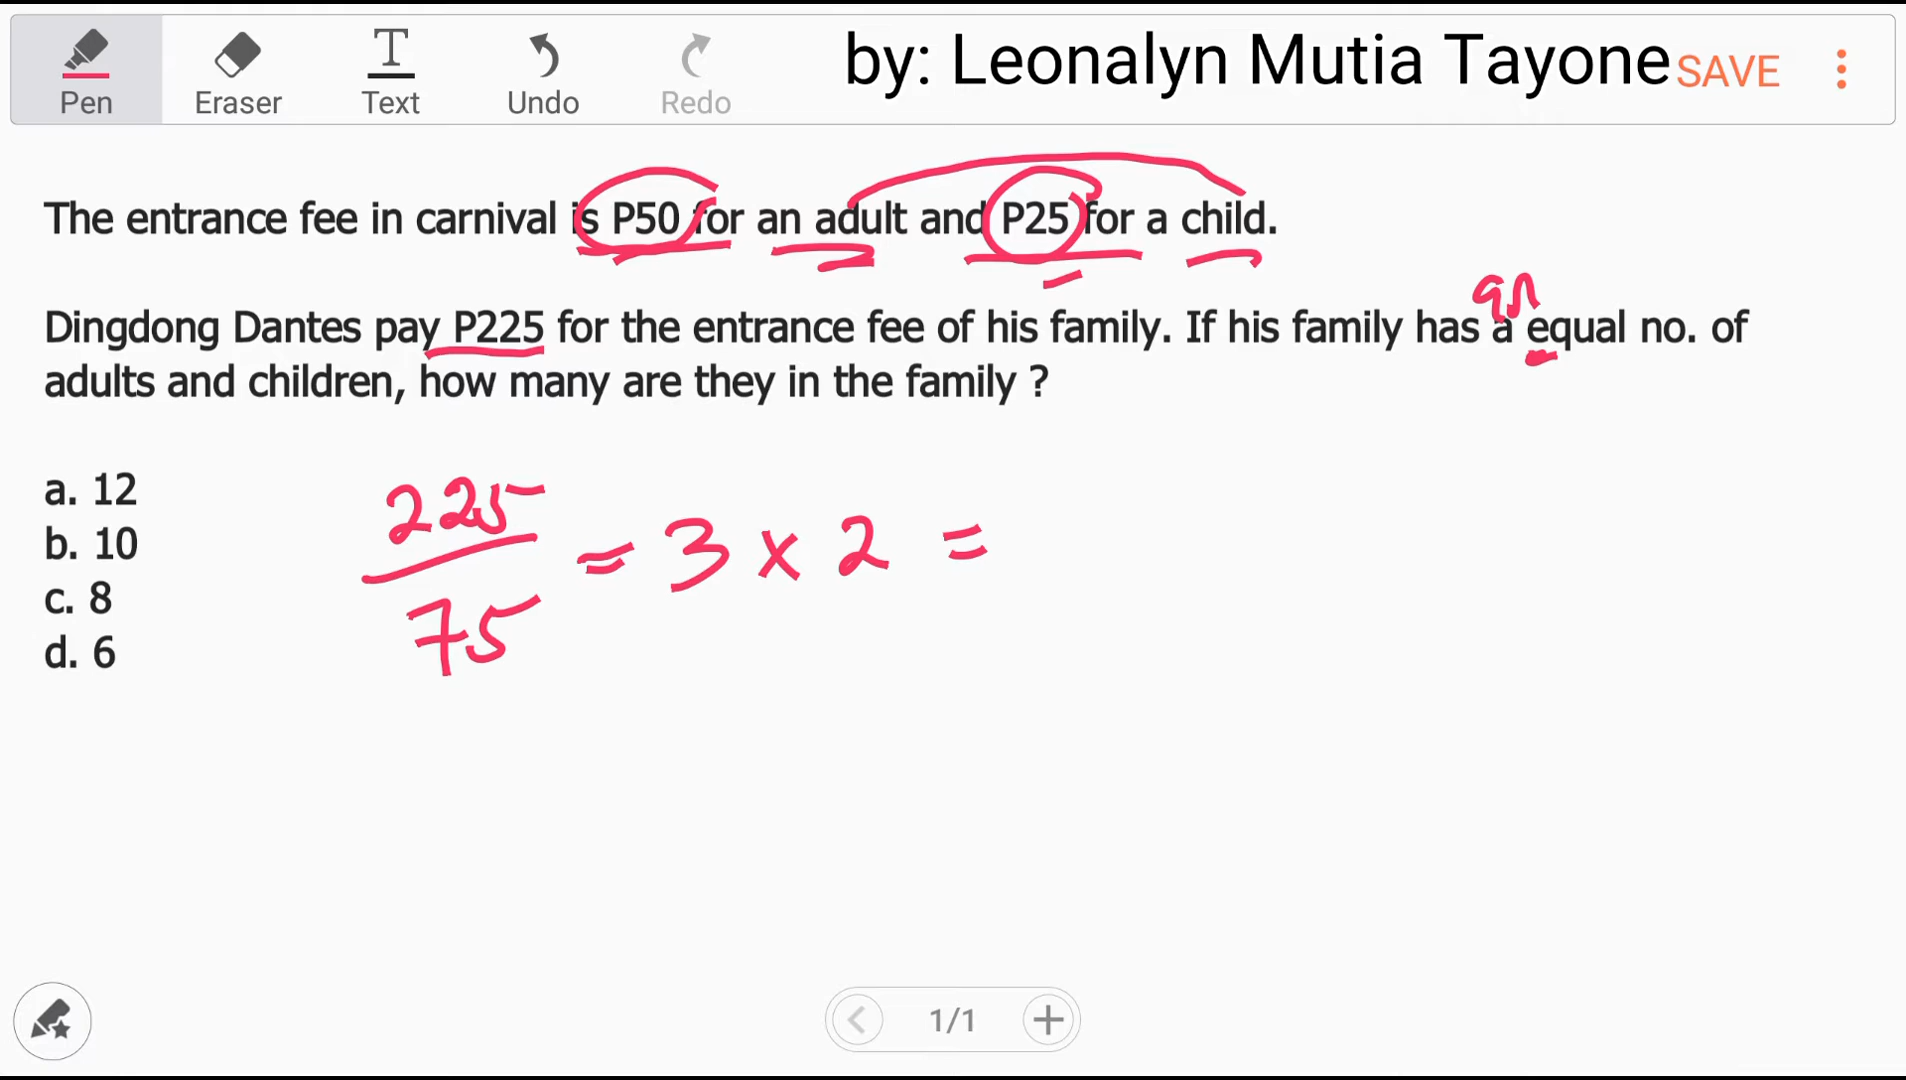 Pen
Eraser
Text
Undo
Redo
by: Leonalyn Mutia Tayone
SAVE
The entrance fee in carnival is P50 for an adult and P25 for a child.
an
Dingdong Dantes pay P225 for the entrance fee of his family. If his family has a equal no. of
adults and children, how many are they in the family ?
a. 12
b. 10
c. 8
d. 6
225
75
= 3 x 2 =
1/1